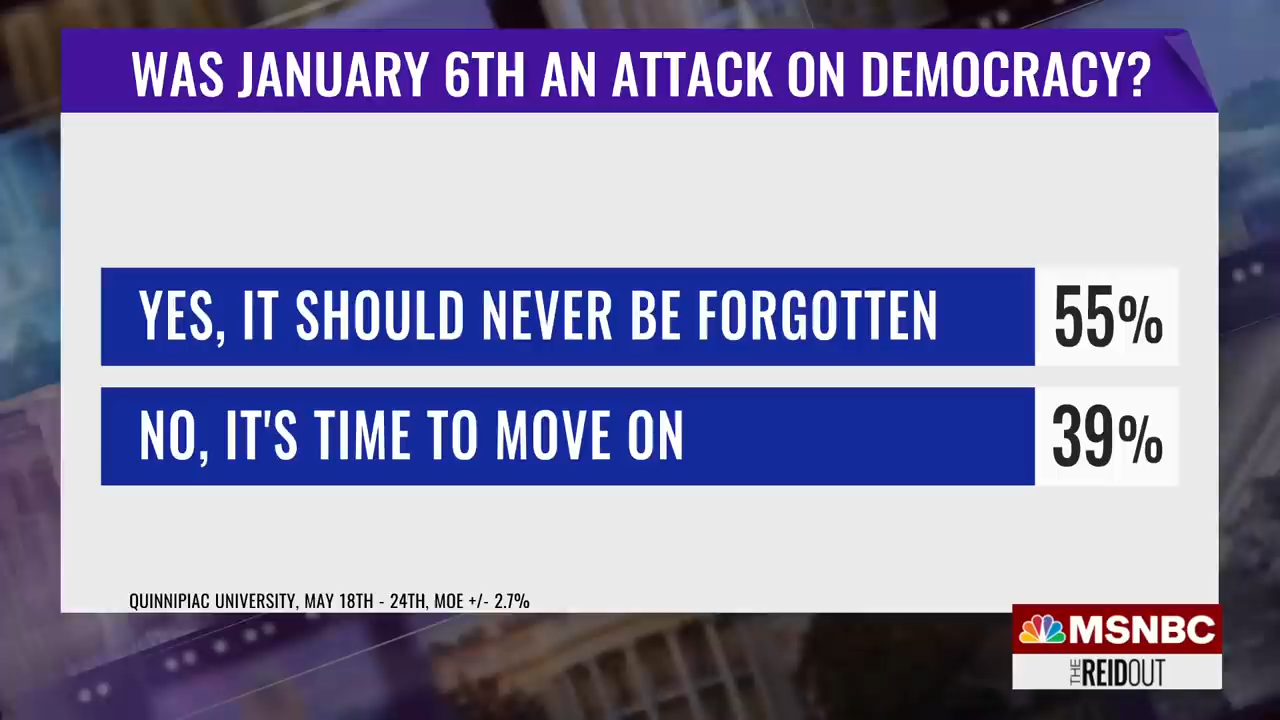 WAS JANUARY 6TH AN ATTACK ON DEMOCRACY?
YES, IT SHOULD NEVER BE FORGOTTEN 55%
NO, IT'S TIME TO MOVE ON 39%
QUINNIPIAC UNIVERSITY, MAY 18TH - 24TH, MOE +/- 2.7%
MSNBC
THE REIDOUT